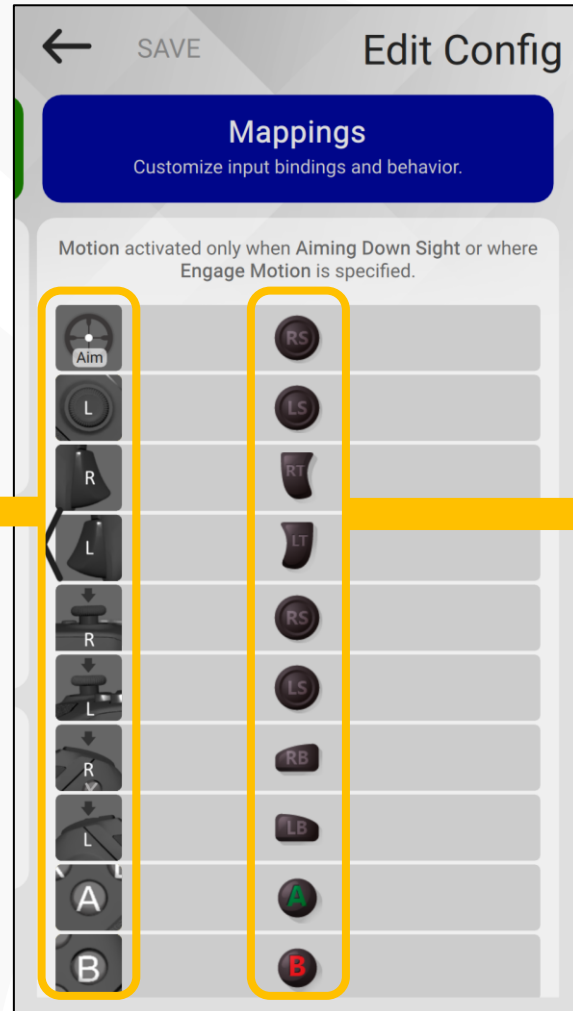 SAVE Edit Config
Mappings
Customize input bindings and behavior.
Motion activated only when Aiming Down Sight or where
Engage Motion is specified.
Aim RS
L LS
R RT
L LT
R RS
L LS
R RB
L LB
A A
B B